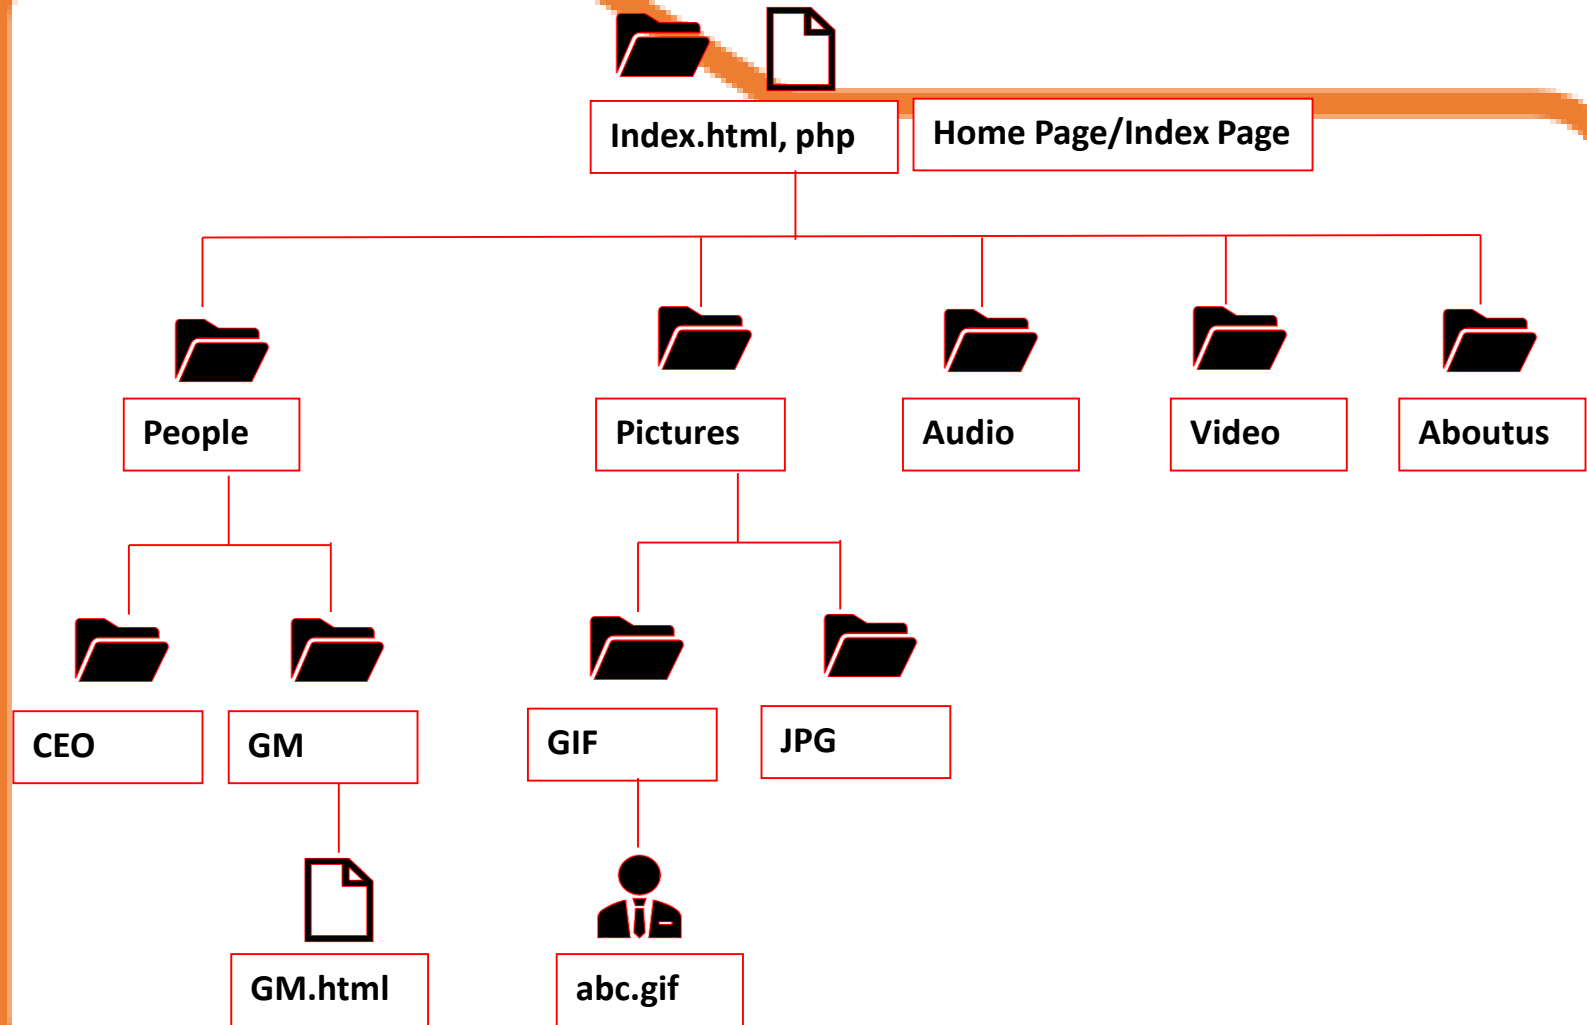 Index.html, php
Home Page/Index Page
People
Pictures
Audio
Video
Aboutus
CEO
GM
GIF
JPG
GM.html
abc.gif